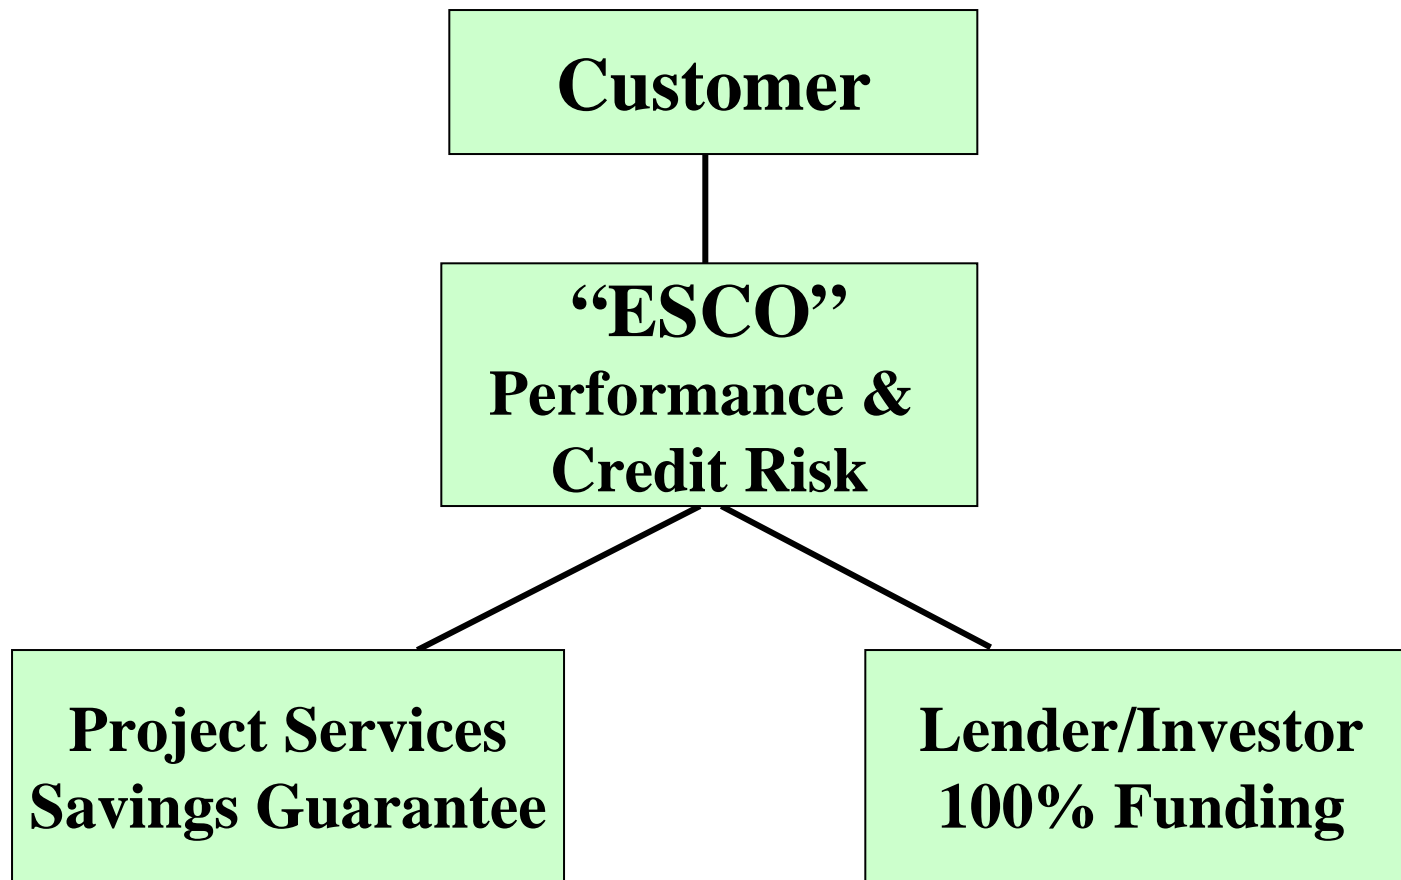 Customer
“ESCO”
Performance &
Credit Risk
Project Services
Savings Guarantee
Lender/Investor
100% Funding